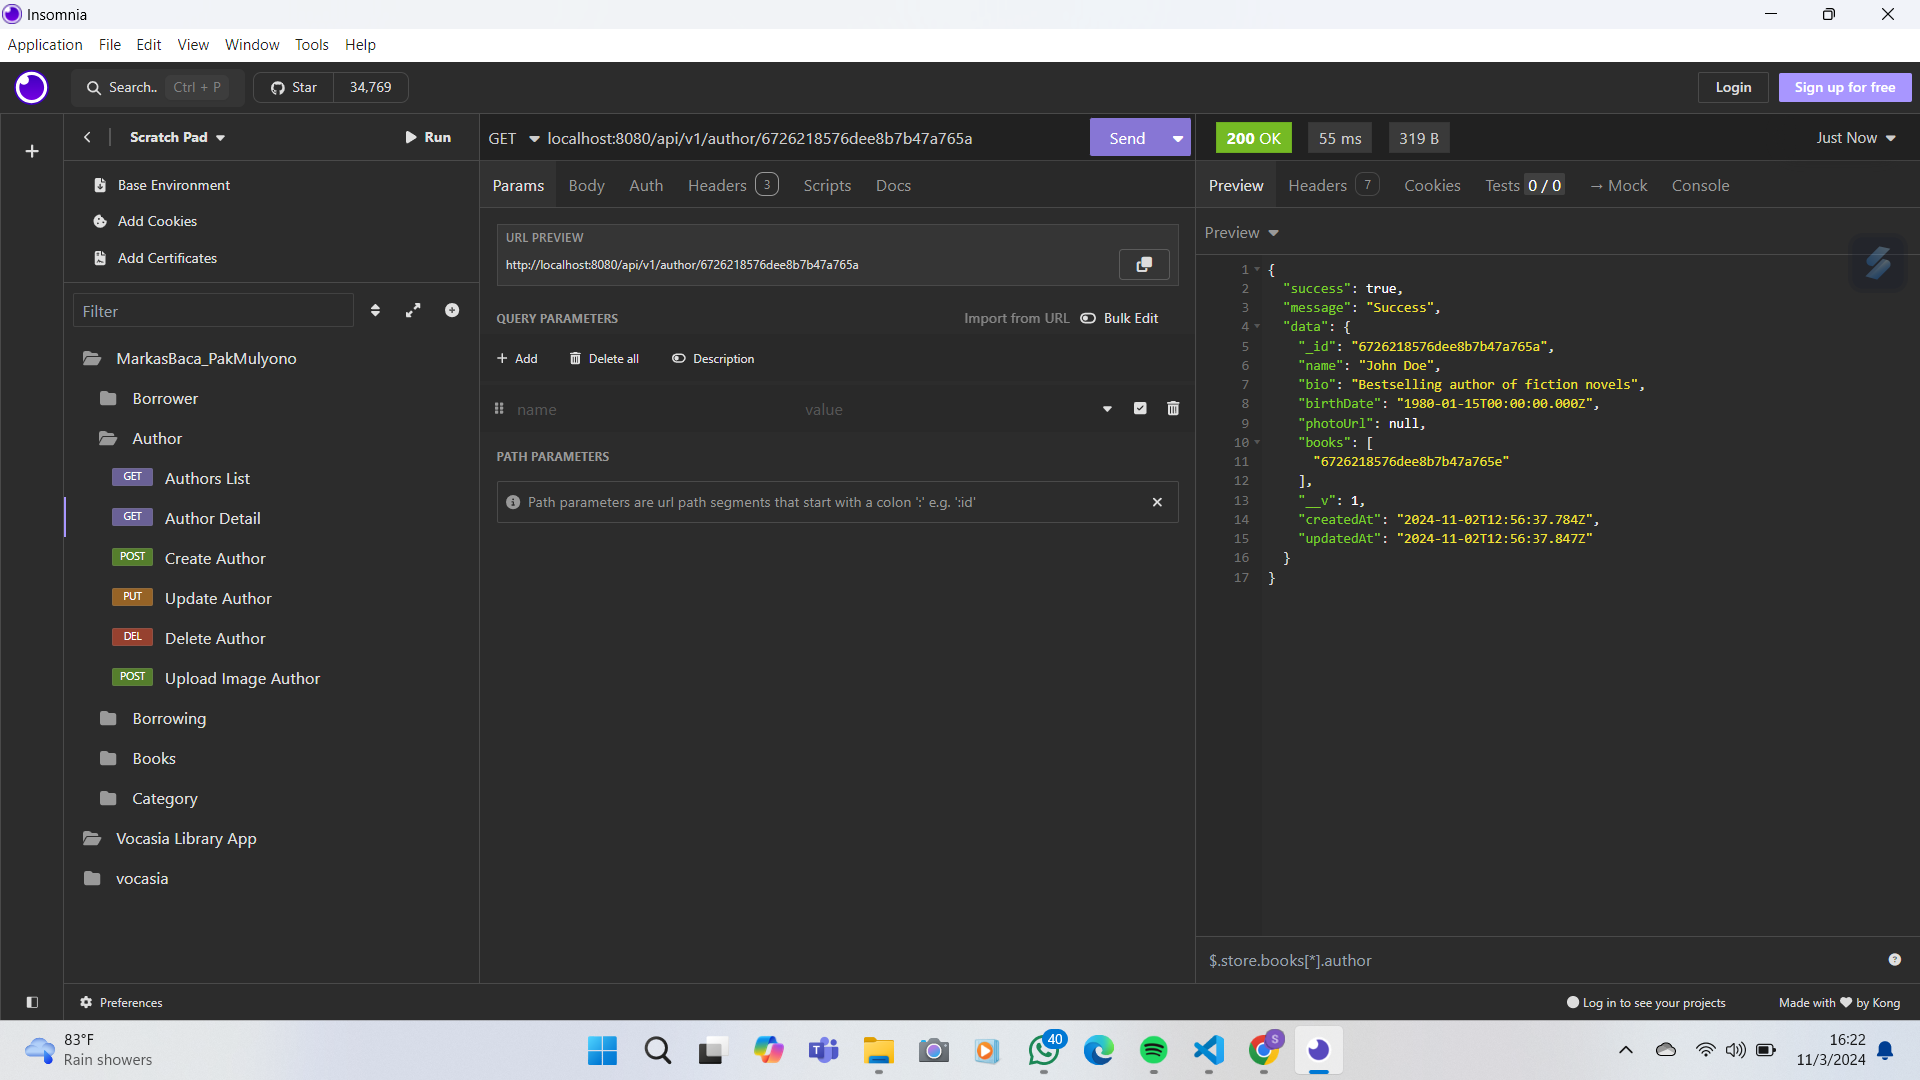 Insomnia
Application File Edit View Window Tools Help
Search.. Ctrl + P Star 34,769 Login Sign up for free
Scratch Pad Run
Base Environment
Add Cookies
Add Certificates
Filter
MarkasBaca_PakMulyono
Borrower
Author
GET Authors List
GET Author Detail
POST Create Author
PUT Update Author
DEL Delete Author
POST Upload Image Author
Borrowing
Books
Category
Vocasia Library App
vocasia
GET localhost:8080/api/v1/author/6726218576dee8b7b47a765a Send
Params Body Auth Headers 3 Scripts Docs
URL PREVIEW
http://localhost:8080/api/v1/author/6726218576dee8b7b47a765a
QUERY PARAMETERS Import from URL Bulk Edit
+ Add Delete all Description
name value
PATH PARAMETERS
Path parameters are url path segments that start with a colon ':' e.g. ':id'
200 OK 55 ms 319 B Just Now
Preview Headers 7 Cookies Tests 0 / 0 → Mock Console
Preview
1 {
2 "success": true,
3 "message": "Success",
4 "data": {
5 "_id": "6726218576dee8b7b47a765a",
6 "name": "John Doe",
7 "bio": "Bestselling author of fiction novels",
8 "birthDate": "1980-01-15T00:00:00.000Z",
9 "photoUrl": null,
10 "books": [
11 "6726218576dee8b7b47a765e"
12 ],
13 "__v": 1,
14 "createdAt": "2024-11-02T12:56:37.784Z",
15 "updatedAt": "2024-11-02T12:56:37.847Z"
16 }
17 }
$.store.books[*].author
Preferences Log in to see your projects Made with ♥ by Kong
83°F
Rain showers
40
S
16:22
11/3/2024